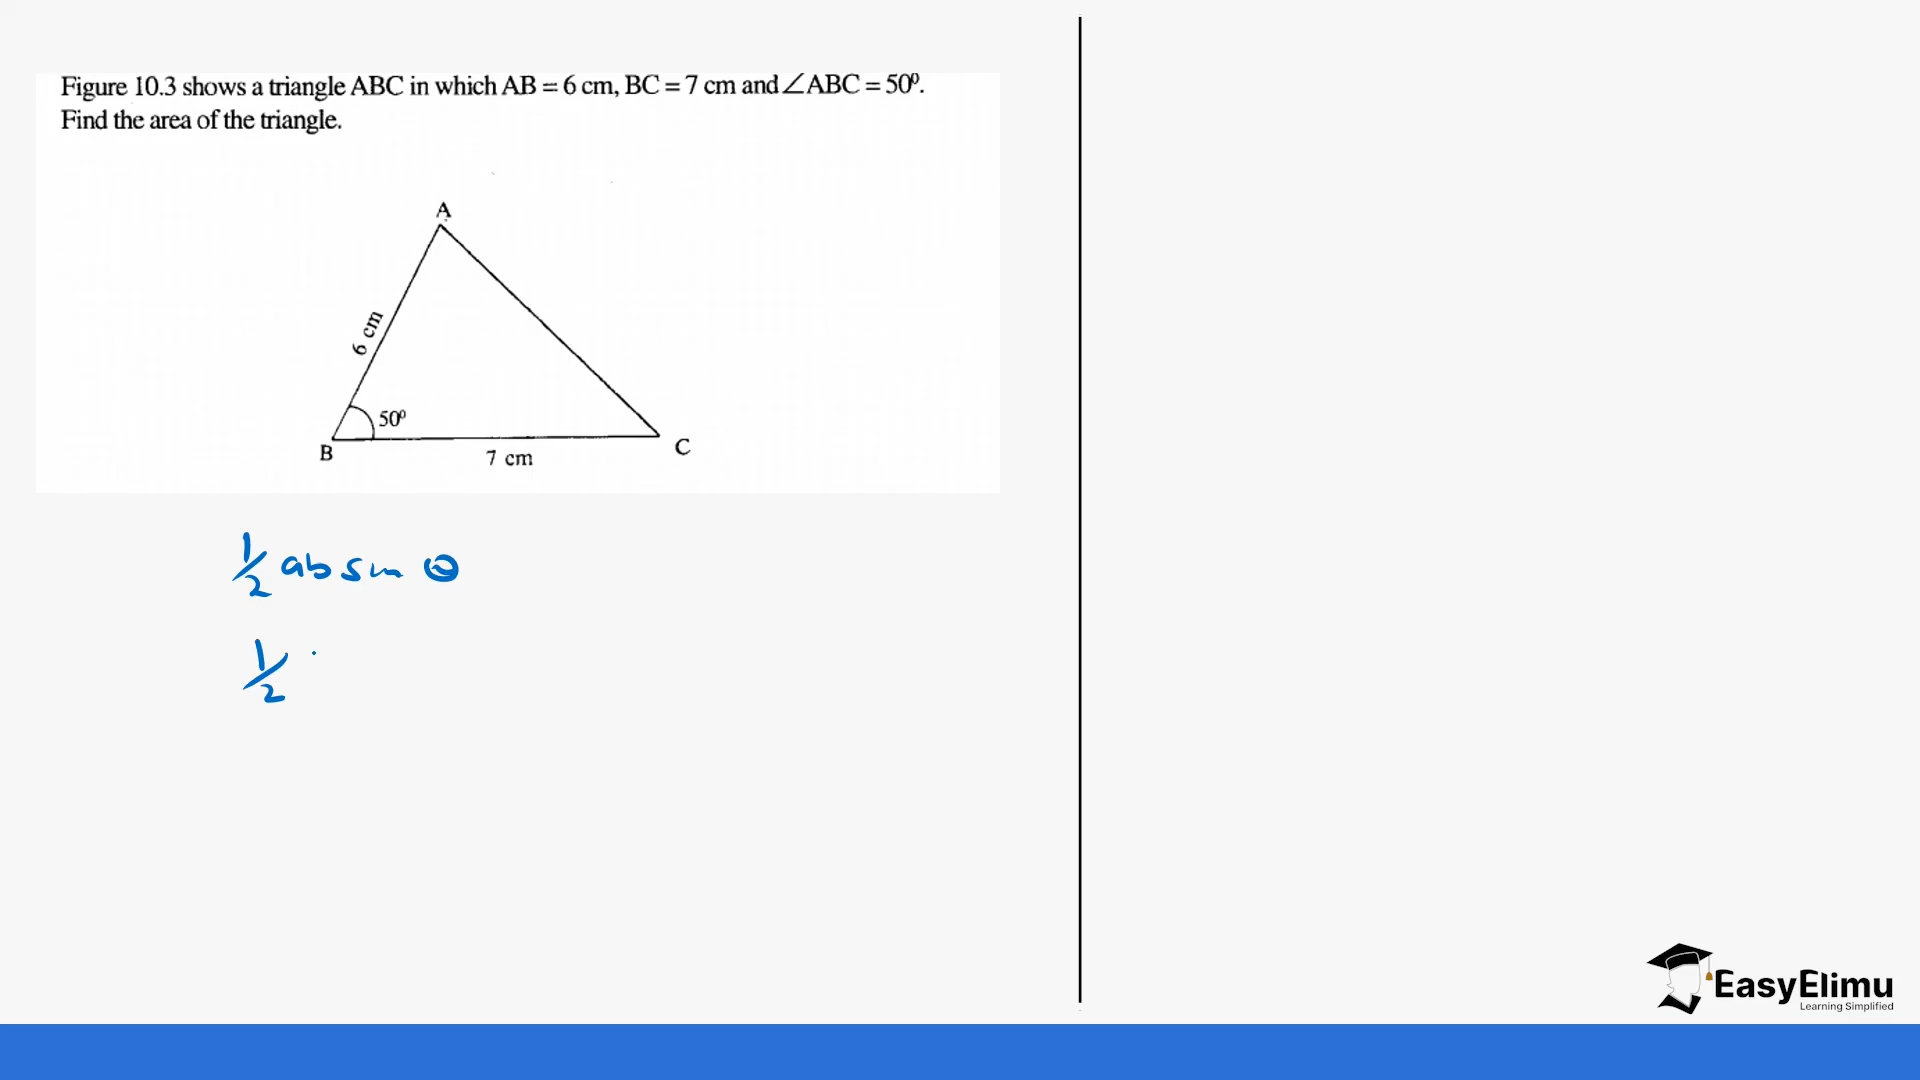 Figure 10.3 shows a triangle ABC in which AB = 6 cm, BC = 7 cm and ∠ABC = 50⁰.
Find the area of the triangle.
A
6 cm
50⁰
B
7 cm
C
1/2 ab sin θ
1/2
EasyElimu
Learning Simplified